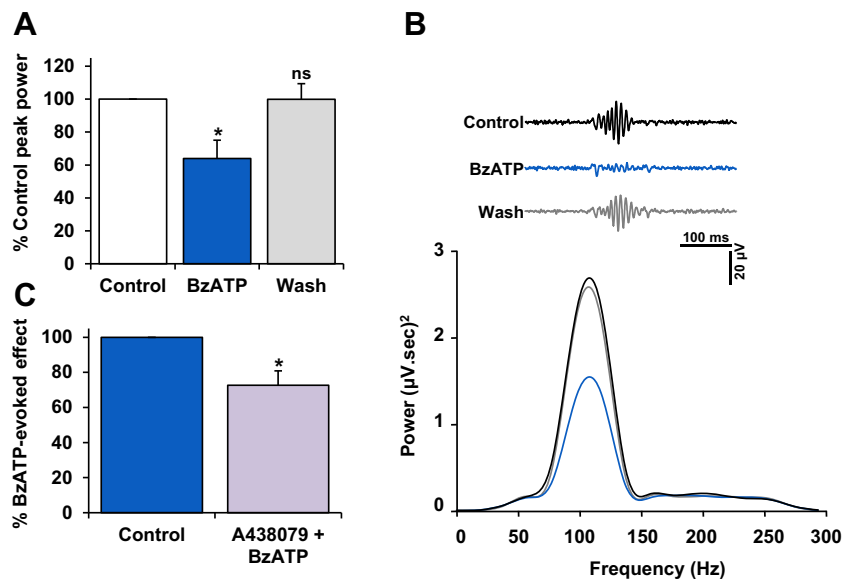 A
% Control peak power
120
100
80
60
40
20
0
*
ns
Control
BzATP
Wash
B
Control
BzATP
Wash
100 ms
20 µV
Power (µV.sec)²
3
2
1
0
0
50
100
150
200
250
300
Frequency (Hz)
C
% BzATP-evoked effect
100
80
60
40
20
0
*
Control
A438079 +
BzATP